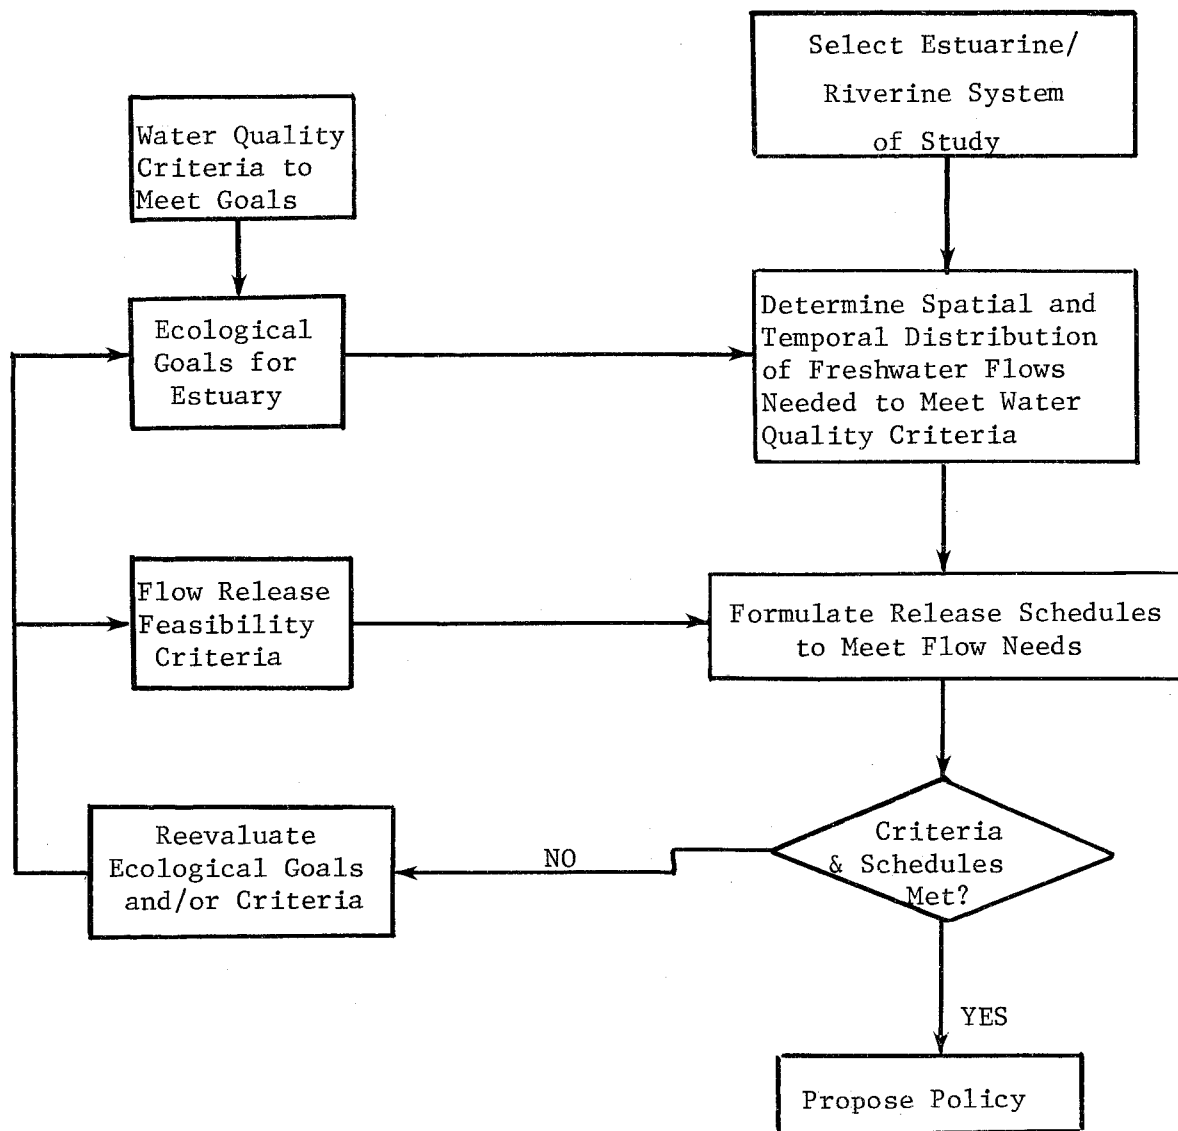 Select Estuarine/
Riverine System
of Study
Water Quality
Criteria to
Meet Goals
Ecological
Goals for
Estuary
Determine Spatial and
Temporal Distribution
of Freshwater Flows
Needed to Meet Water
Quality Criteria
Flow Release
Feasibility
Criteria
Formulate Release Schedules
to Meet Flow Needs
Reevaluate
Ecological Goals
and/or Criteria
NO
Criteria
& Schedules
Met?
YES
Propose Policy